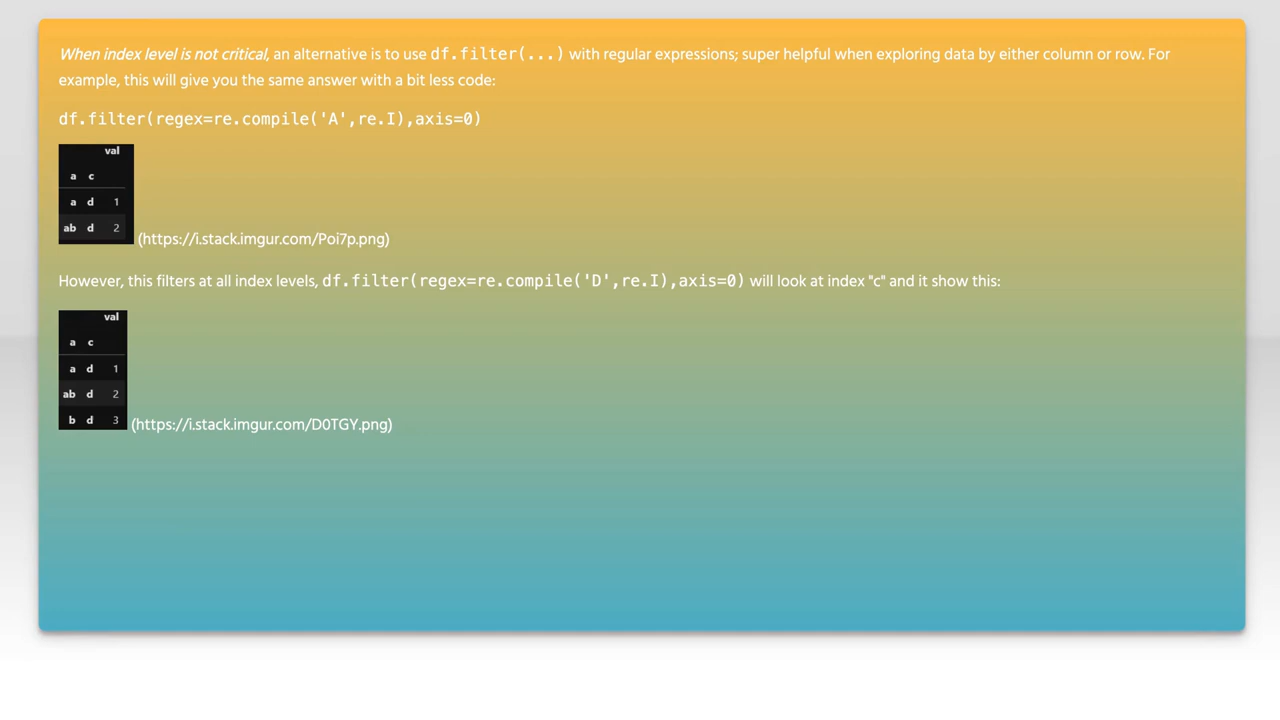 When index level is not critical, an alternative is to use df.filter(...) with regular expressions; super helpful when exploring data by either column or row. For
example, this will give you the same answer with a bit less code:
df.filter(regex=re.compile('A',re.I),axis=0)
val
a c
a d 1
ab d 2
(https://i.stack.imgur.com/Poi7p.png)
However, this filters at all index levels, df.filter(regex=re.compile('D',re.I),axis=0) will look at index "c" and it show this:
val
a c
a d 1
ab d 2
b d 3
(https://i.stack.imgur.com/D0TGY.png)